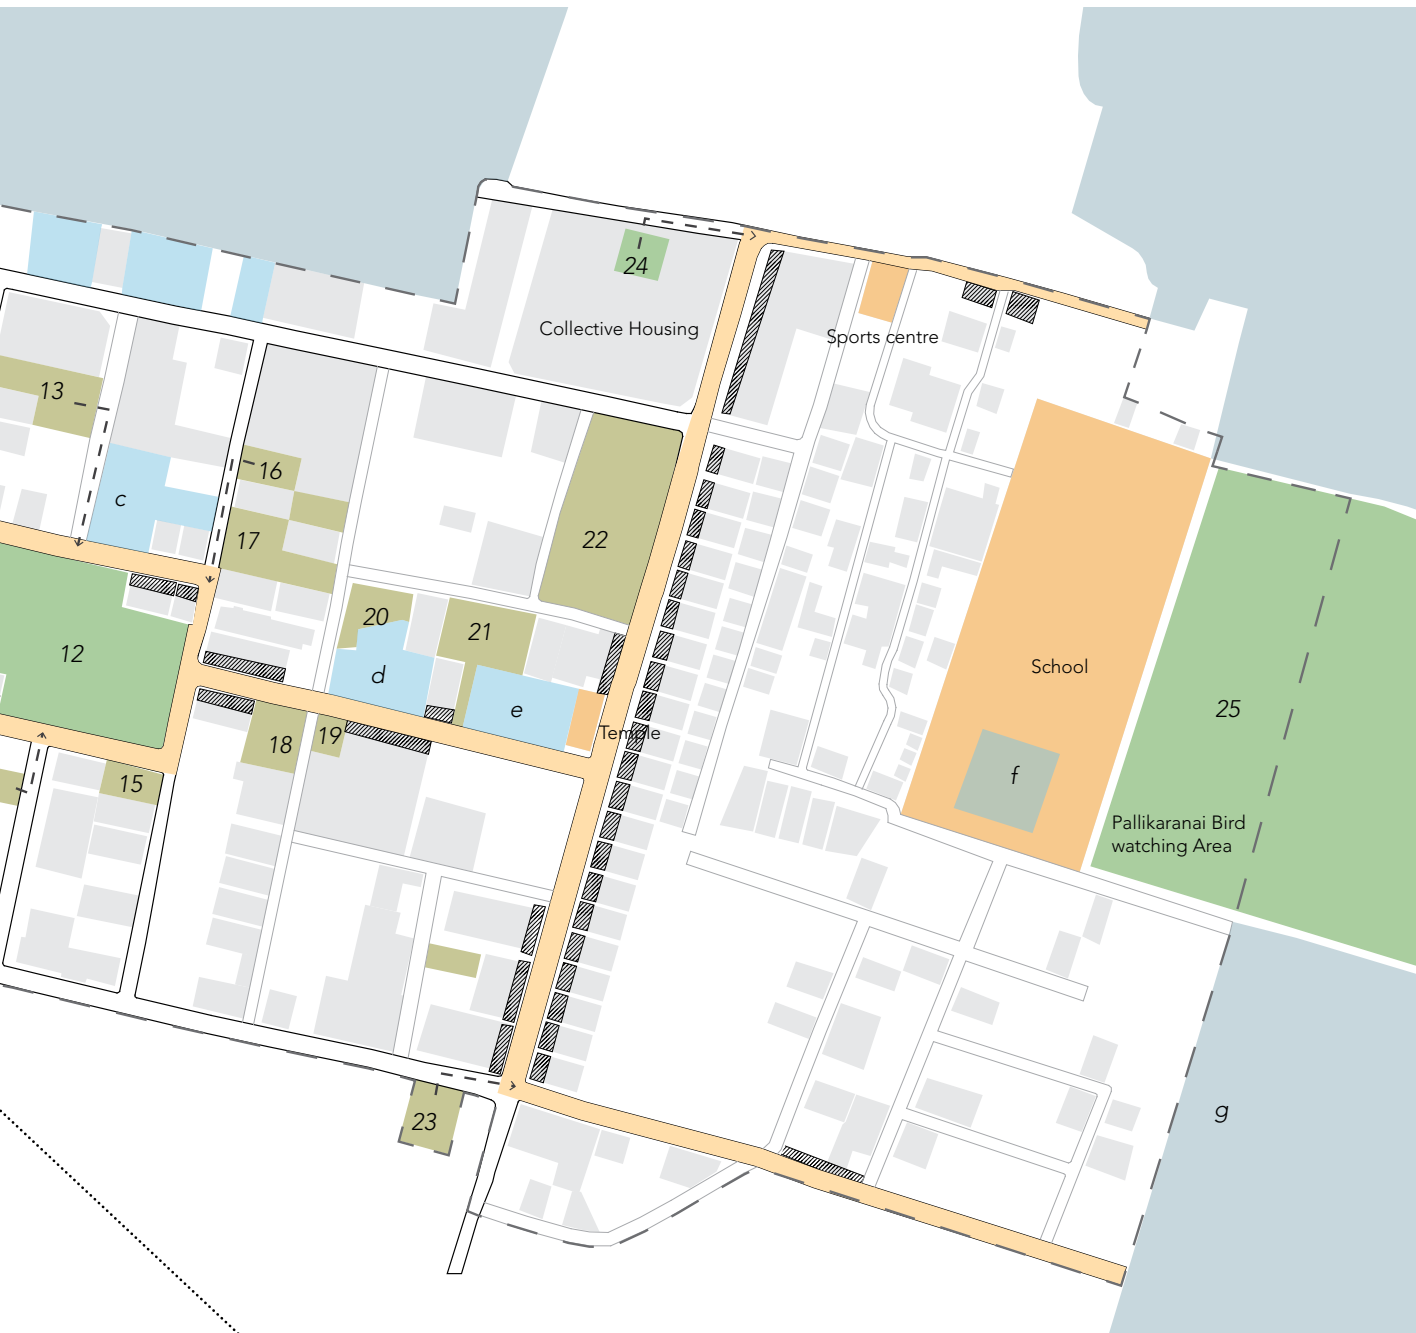 24
Collective Housing
Sports centre
13
16
c
17
22
20
21
12
d
School
e
25
Temple
18
19
f
15
Pallikaranai Bird
watching Area
g
23